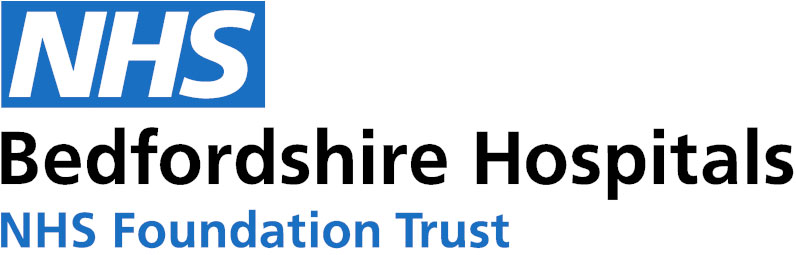 NHS
Bedfordshire Hospitals
NHS Foundation Trust